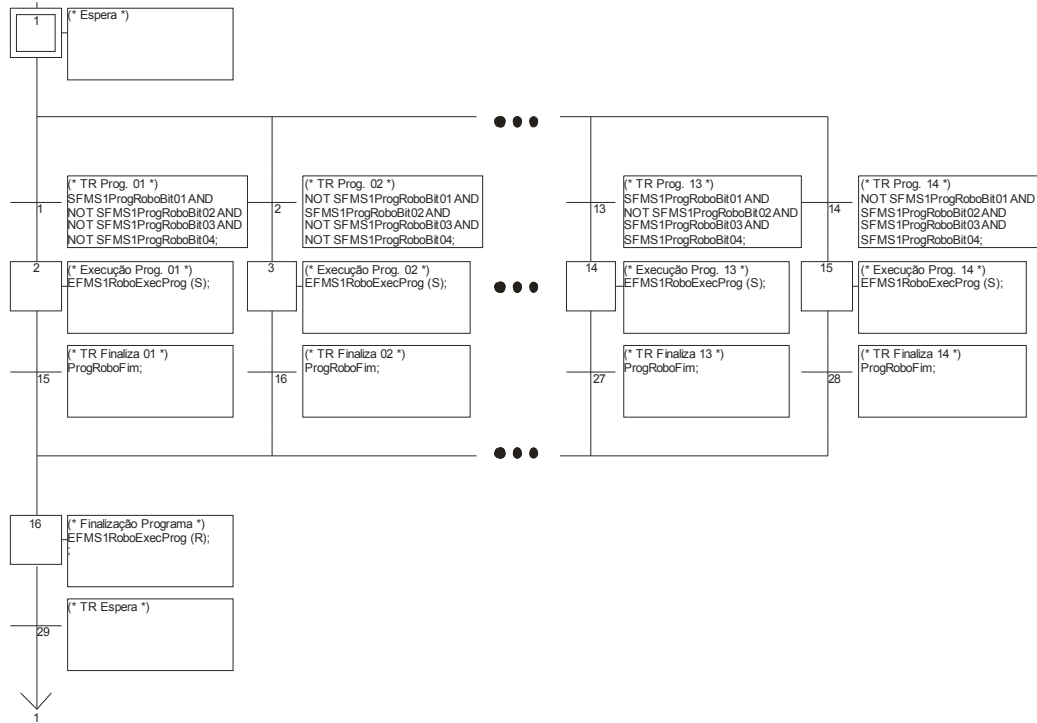 1
(* Espera *)
1
(* TR Prog. 01 *)
SFMS1ProgRoboBit01 AND
NOT SFMS1ProgRoboBit02 AND
NOT SFMS1ProgRoboBit03 AND
NOT SFMS1ProgRoboBit04;
2
(* TR Prog. 02 *)
NOT SFMS1ProgRoboBit01 AND
SFMS1ProgRoboBit02 AND
NOT SFMS1ProgRoboBit03 AND
NOT SFMS1ProgRoboBit04;
13
(* TR Prog. 13 *)
SFMS1ProgRoboBit01 AND
NOT SFMS1ProgRoboBit02 AND
SFMS1ProgRoboBit03 AND
SFMS1ProgRoboBit04;
14
(* TR Prog. 14 *)
NOT SFMS1ProgRoboBit01 AND
SFMS1ProgRoboBit02 AND
SFMS1ProgRoboBit03 AND
SFMS1ProgRoboBit04;
2
(* Execução Prog. 01 *)
EFMS1RoboExecProg (S);
3
(* Execução Prog. 02 *)
EFMS1RoboExecProg (S);
14
(* Execução Prog. 13 *)
EFMS1RoboExecProg (S);
15
(* Execução Prog. 14 *)
EFMS1RoboExecProg (S);
15
(* TR Finaliza 01 *)
ProgRoboFim;
16
(* TR Finaliza 02 *)
ProgRoboFim;
27
(* TR Finaliza 13 *)
ProgRoboFim;
28
(* TR Finaliza 14 *)
ProgRoboFim;
16
(* Finalização Programa *)
EFMS1RoboExecProg (R);
;
29
(* TR Espera *)
1